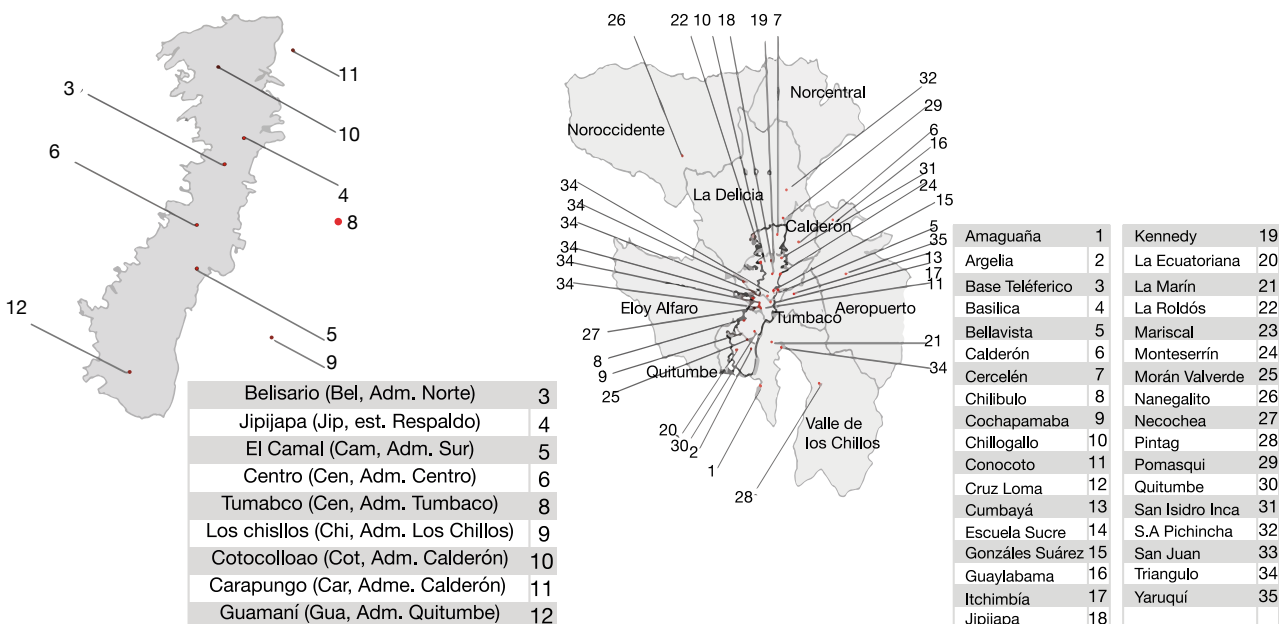 11
3
10
6
4
8
12
5
9
Belisario (Bel, Adm. Norte) 3
Jipijapa (Jip, est. Respaldo) 4
El Camal (Cam, Adm. Sur) 5
Centro (Cen, Adm. Centro) 6
Tumabco (Cen, Adm. Tumbaco) 8
Los chisllos (Chi, Adm. Los Chillos) 9
Cotocolloao (Cot, Adm. Calderón) 10
Carapungo (Car, Adme. Calderón) 11
Guamaní (Gua, Adm. Quitumbe) 12
26 22 10 18 19 7
32
Norcentral
29
Noroccidente
6
16
31
34
La Delicia
24
34
15
34
Calderón
5
34
35
34
13
34
17
Eloy Alfaro
Aeropuerto
11
Tumbaco
27
21
8
34
9
Quitumbe
25
20
Valle de
los Chillos
30
2
1
28
Amaguaña 1
Argelia 2
Base Teléferico 3
Basilica 4
Bellavista 5
Calderón 6
Cercelén 7
Chilibulo 8
Cochapamaba 9
Chillogallo 10
Conocoto 11
Cruz Loma 12
Cumbayá 13
Escuela Sucre 14
Gonzáles Suárez 15
Guaylabama 16
Itchimbía 17
Jipijapa 18
Kennedy 19
La Ecuatoriana 20
La Marín 21
La Roldós 22
Mariscal 23
Monteserrín 24
Morán Valverde 25
Nanegalito 26
Necochea 27
Pintag 28
Pomasqui 29
Quitumbe 30
San Isidro Inca 31
S.A Pichincha 32
San Juan 33
Triangulo 34
Yaruquí 35